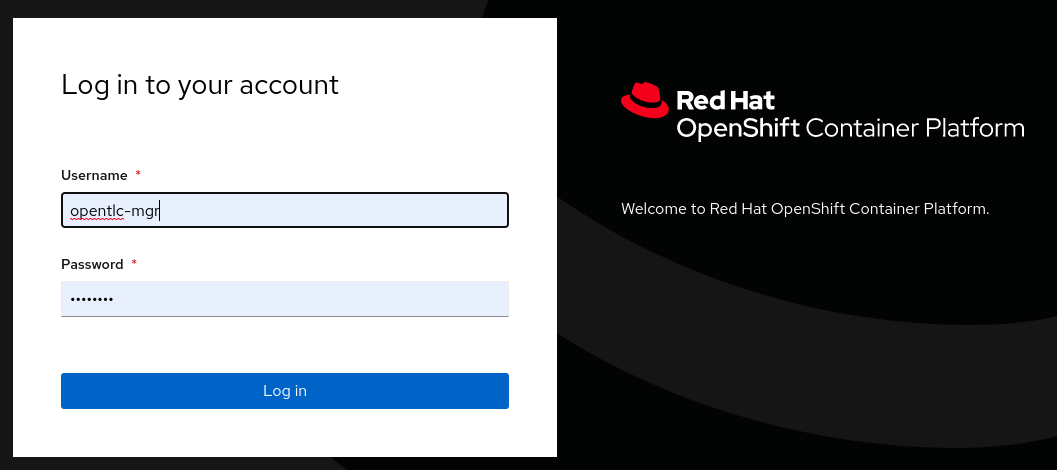 Log in to your account
Username *
opentlc-mgr
Password *
••••••••
Log in
Red Hat
OpenShift Container Platform
Welcome to Red Hat OpenShift Container Platform.